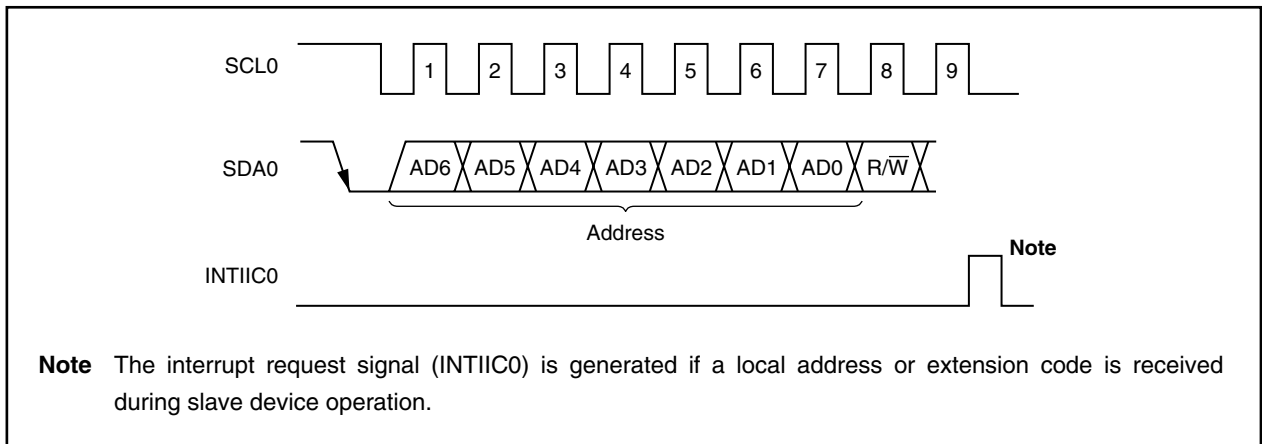 SCL0 1 2 3 4 5 6 7 8 9
SDA0 AD6 AD5 AD4 AD3 AD2 AD1 AD0 R/W̅
Address
Note
INTIIC0
Note The interrupt request signal (INTIIC0) is generated if a local address or extension code is received
during slave device operation.